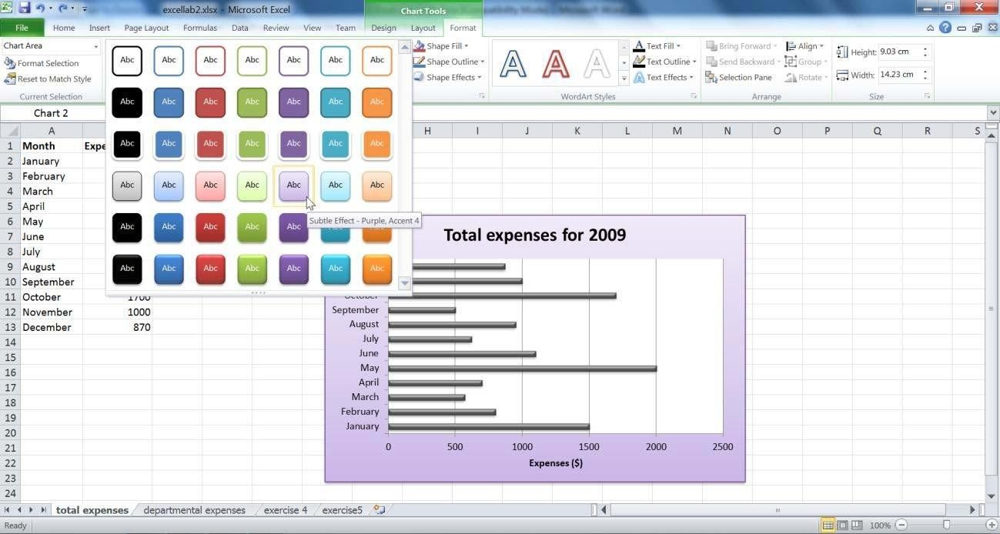 excellab2.xlsx - Microsoft Excel
Chart Tools
File Home Insert Page Layout Formulas Data Review View Team Design Layout Format
Chart Area
Format Selection
Reset to Match Style
Current Selection
Abc Abc Abc Abc Abc Abc Abc
Abc Abc Abc Abc Abc Abc Abc
Abc Abc Abc Abc Abc Abc Abc
Abc Abc Abc Abc Abc Abc Abc
Abc Abc Abc Abc Abc Abc Abc
Abc Abc Abc Abc Abc Abc Abc
Subtle Effect - Purple, Accent 4
Shape Fill
Shape Outline
Shape Effects
A A A
Text Fill
Text Outline
Text Effects
WordArt Styles
Bring Forward
Send Backward
Selection Pane
Align
Group
Rotate
Arrange
Height: 9.03 cm
Width: 14.23 cm
Size
Chart 2
A H I J K L M N O P Q R S
1 Month Expe
2 January
3 February
4 March
5 April
6 May
7 June
8 July
9 August
10 September
11 October 1700
12 November 1000
13 December 870
14
15
16
17
18
19
20
21
22
23
24
Total expenses for 2009
October
September
August
July
June
May
April
March
February
January
0 500 1000 1500 2000 2500
Expenses ($)
total expenses departmental expenses exercise 4 exercise5
Ready 100%